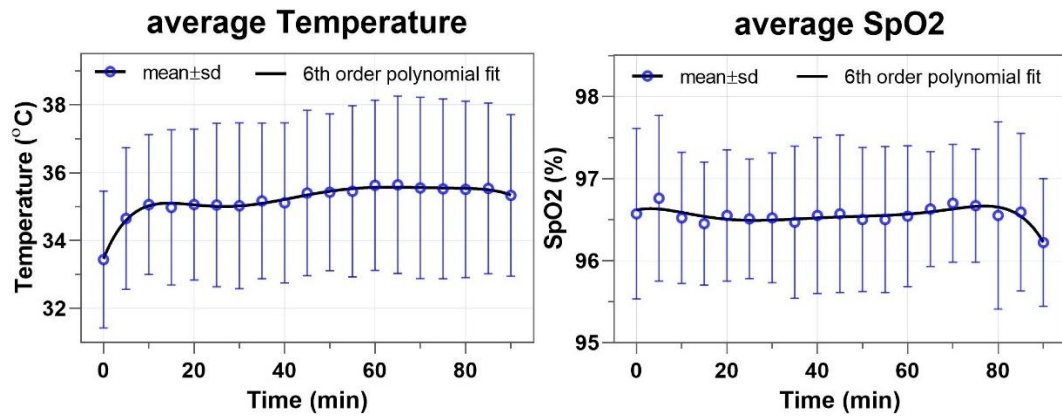 average Temperature
mean±sd
6th order polynomial fit
Temperature (°C)
38
36
34
32
0
20
40
60
80
Time (min)
average SpO2
mean±sd
6th order polynomial fit
SpO2 (%)
98
97
96
95
0
20
40
60
80
Time (min)